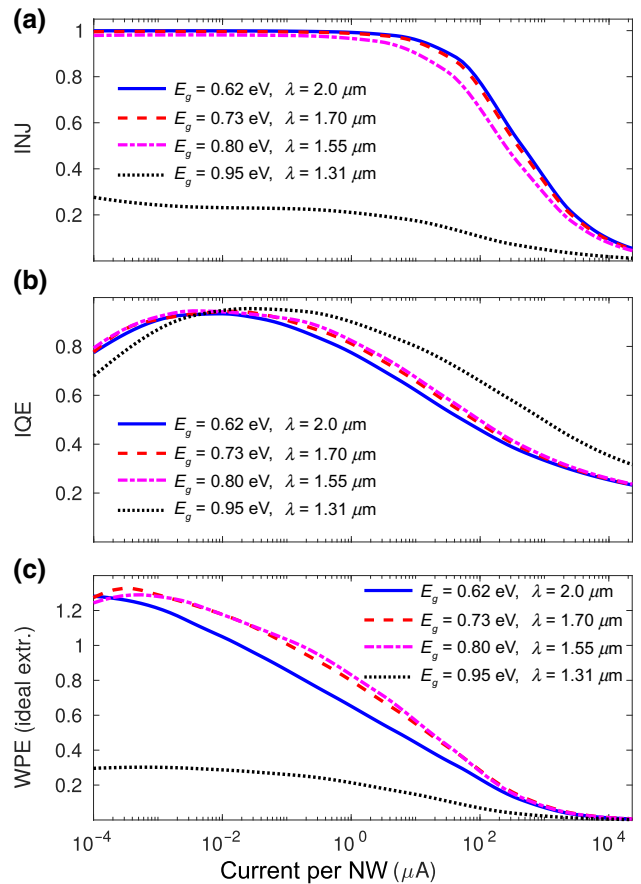 (a)
INJ
1
0.8
0.6
0.4
0.2
E_g = 0.62 eV, λ = 2.0 μm
E_g = 0.73 eV, λ = 1.70 μm
E_g = 0.80 eV, λ = 1.55 μm
E_g = 0.95 eV, λ = 1.31 μm
(b)
IQE
0.8
0.6
0.4
0.2
E_g = 0.62 eV, λ = 2.0 μm
E_g = 0.73 eV, λ = 1.70 μm
E_g = 0.80 eV, λ = 1.55 μm
E_g = 0.95 eV, λ = 1.31 μm
(c)
WPE (ideal extr.)
1.2
1
0.8
0.6
0.4
0.2
E_g = 0.62 eV, λ = 2.0 μm
E_g = 0.73 eV, λ = 1.70 μm
E_g = 0.80 eV, λ = 1.55 μm
E_g = 0.95 eV, λ = 1.31 μm
10⁻⁴ 10⁻² 10⁰ 10² 10⁴
Current per NW (μA)